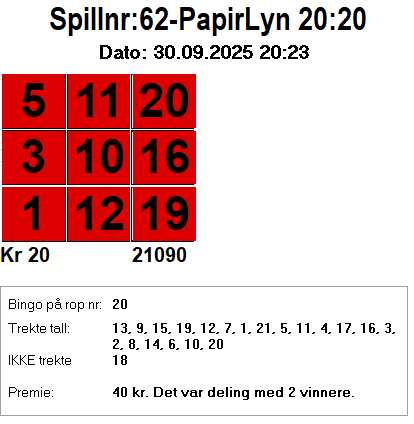 Spillnr:62-PapirLyn 20:20
Dato: 30.09.2025 20:23
5 11 20
3 10 16
1 12 19
Kr 20 21090
Bingo på rop nr: 20
Trekte tall: 13, 9, 15, 19, 12, 7, 1, 21, 5, 11, 4, 17, 16, 3,
2, 8, 14, 6, 10, 20
IKKE trekte 18
Premie: 40 kr. Det var deling med 2 vinnere.